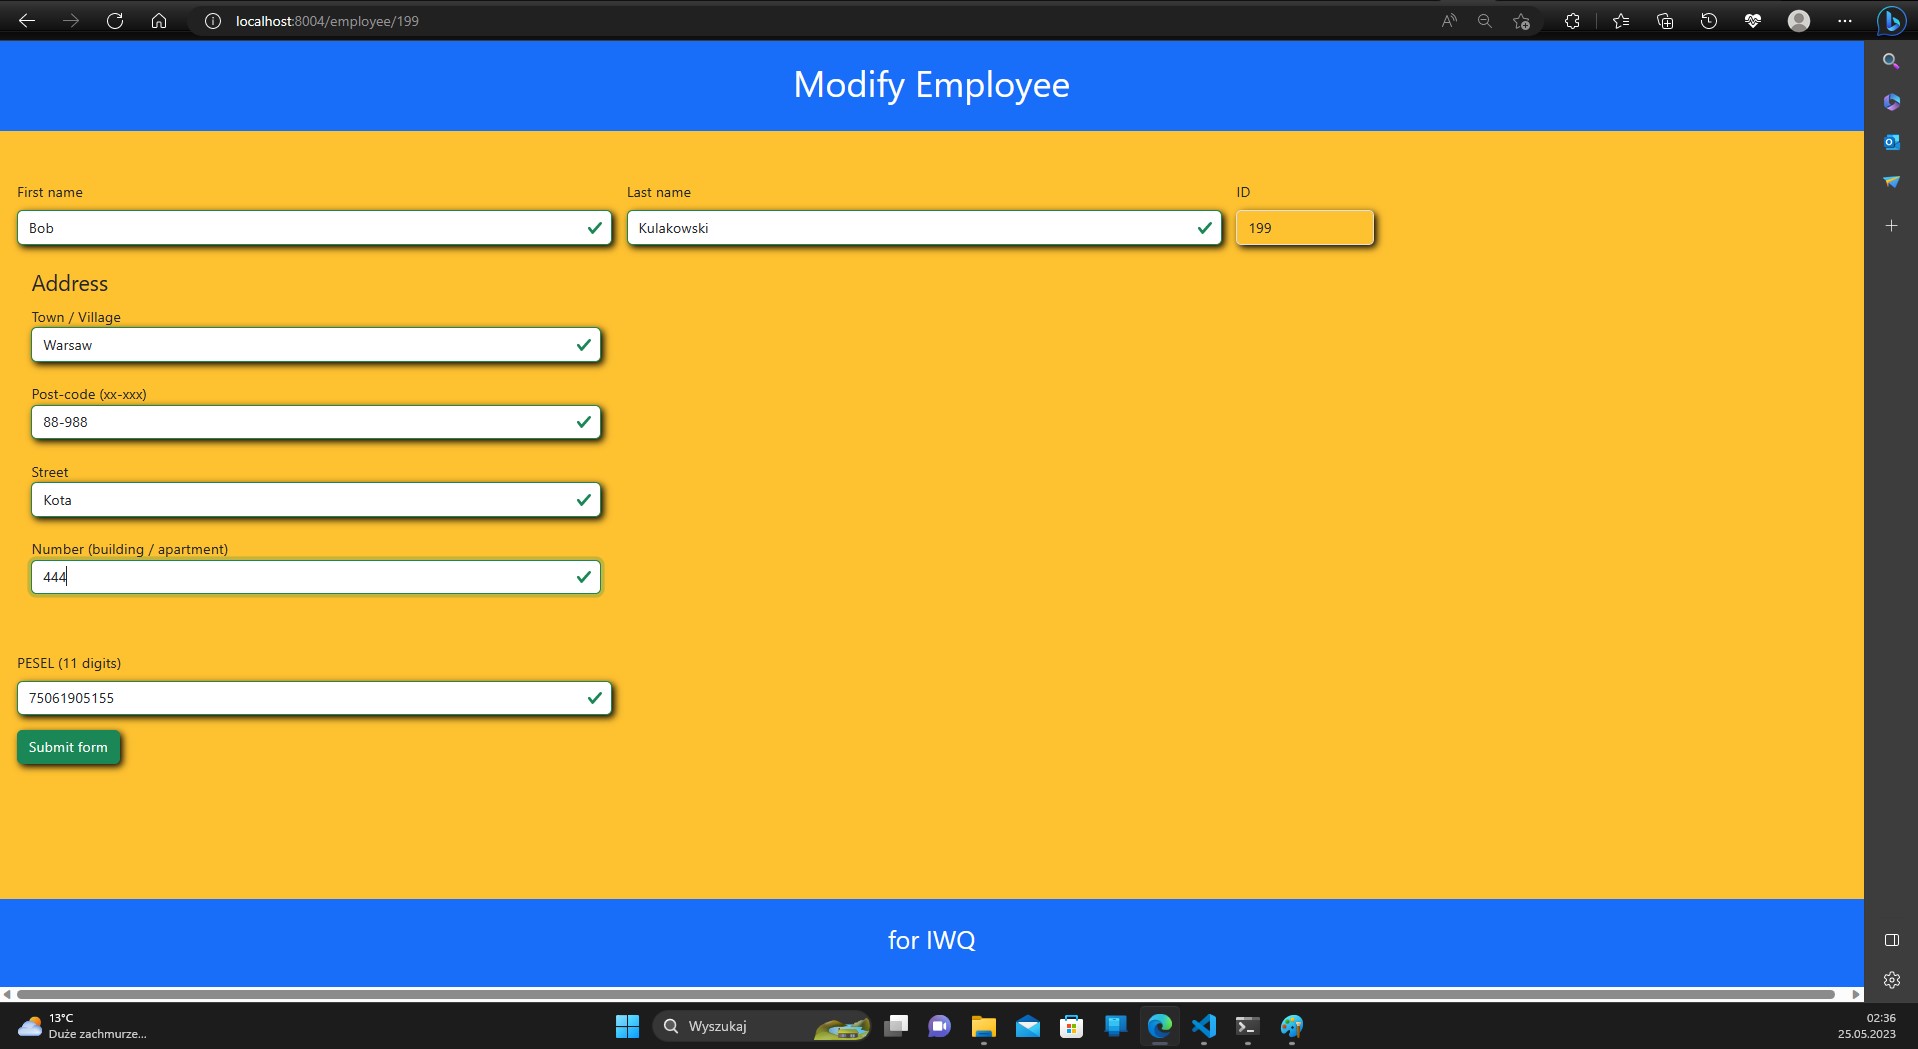 localhost:8004/employee/199
Modify Employee
First name
Last name
ID
Bob
Kulakowski
199
Address
Town / Village
Warsaw
Post-code (xx-xxx)
88-988
Street
Kota
Number (building / apartment)
444
PESEL (11 digits)
75061905155
Submit form
for IWQ
13°C
Duże zachmurze...
Wyszukaj
02:36
25.05.2023